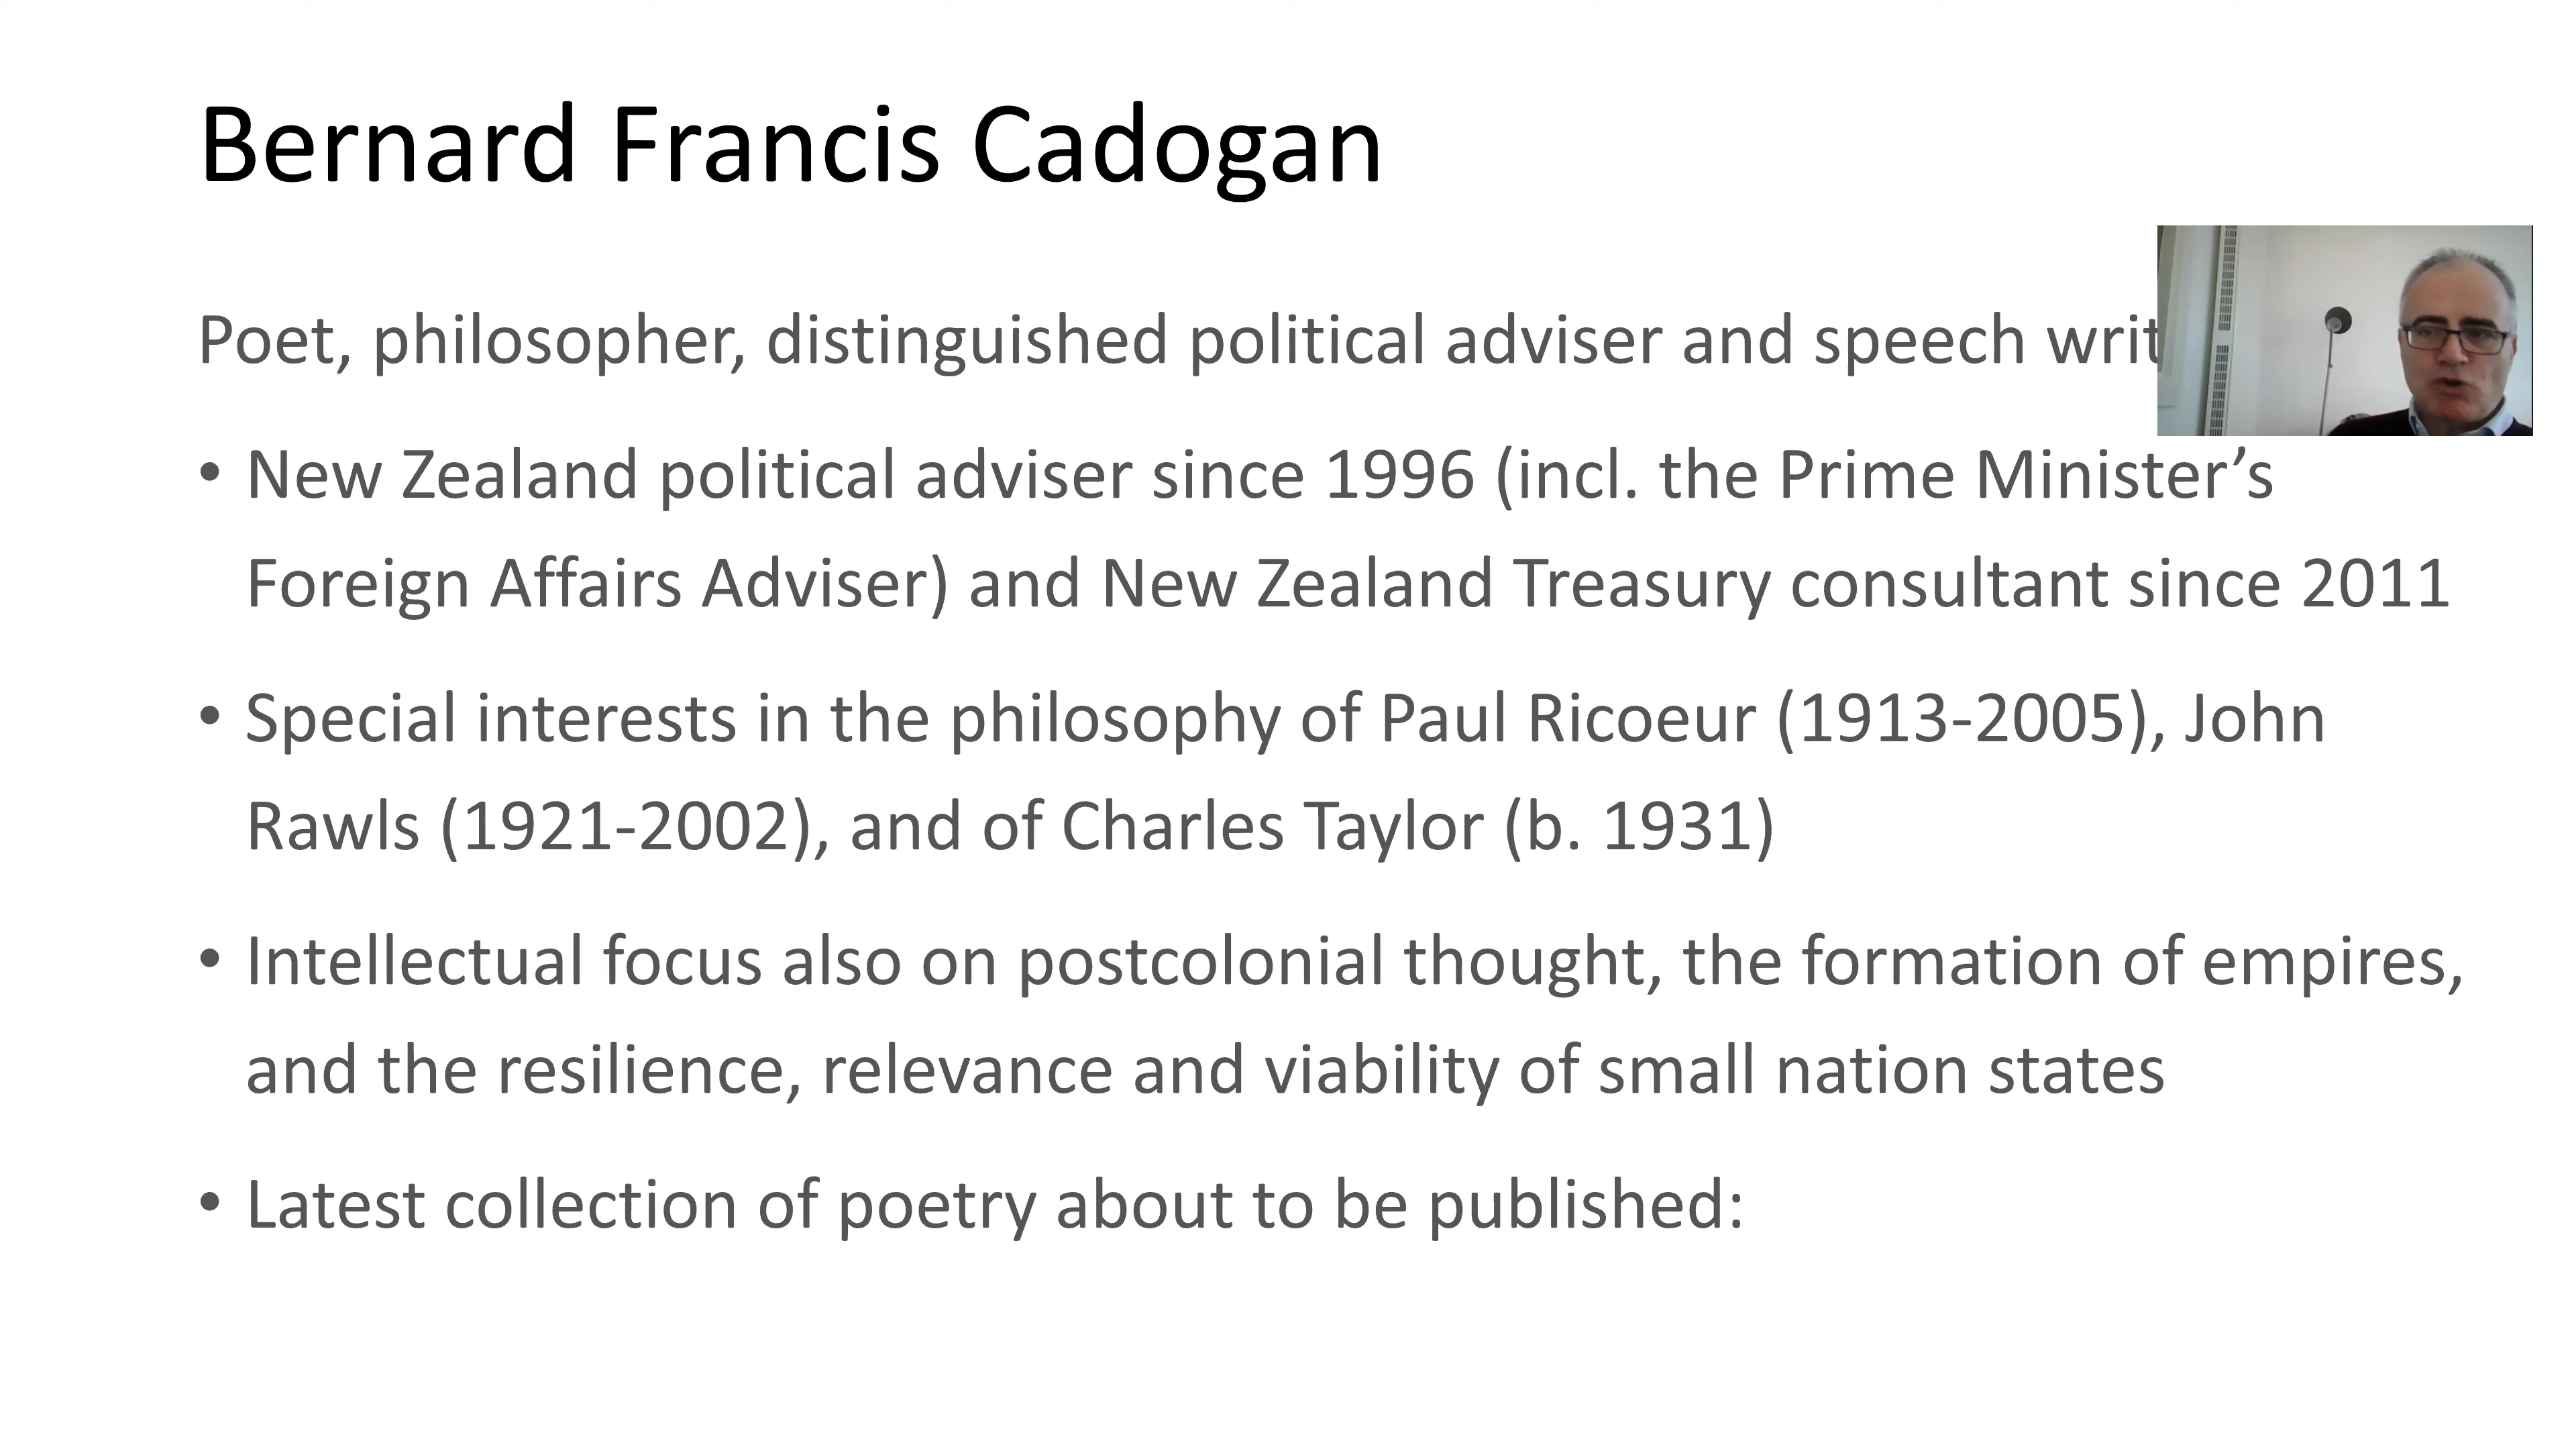 Bernard Francis Cadogan
Poet, philosopher, distinguished political adviser and speech
• New Zealand political adviser since 1996 (incl. the Prime Minister’s
Foreign Affairs Adviser) and New Zealand Treasury consultant since 2011
• Special interests in the philosophy of Paul Ricoeur (1913-2005), John
Rawls (1921-2002), and of Charles Taylor (b. 1931)
• Intellectual focus also on postcolonial thought, the formation of empires,
and the resilience, relevance and viability of small nation states
• Latest collection of poetry about to be published: